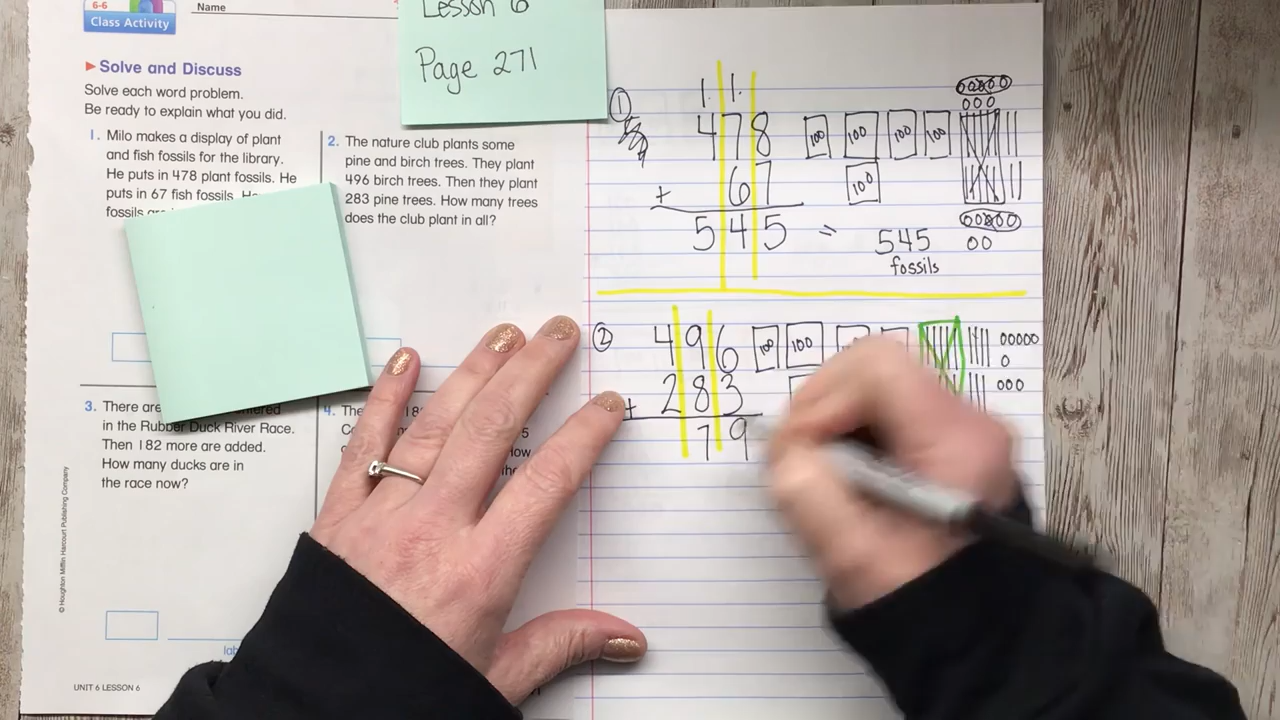 6-6
Class Activity
Name
Lesson 6
Page 271
Solve and Discuss
Solve each word problem.
Be ready to explain what you did.
1. Milo makes a display of plant
and fish fossils for the library.
He puts in 478 plant fossils. He
puts in 67 fish fossils.
fossils
2. The nature club plants some
pine and birch trees. They plant
496 birch trees. Then they plant
283 pine trees. How many trees
does the club plant in all?
3. There are
in the Rubber Duck River Race.
Then 182 more are added.
How many ducks are in
the race now?
4.
5
© Houghton Mifflin Harcourt Publishing Company
UNIT 6 LESSON 6
1
1 1
478
+ 67
545 = 545
fossils
100 100 100 100
100
2
496
+ 283
79
100 100